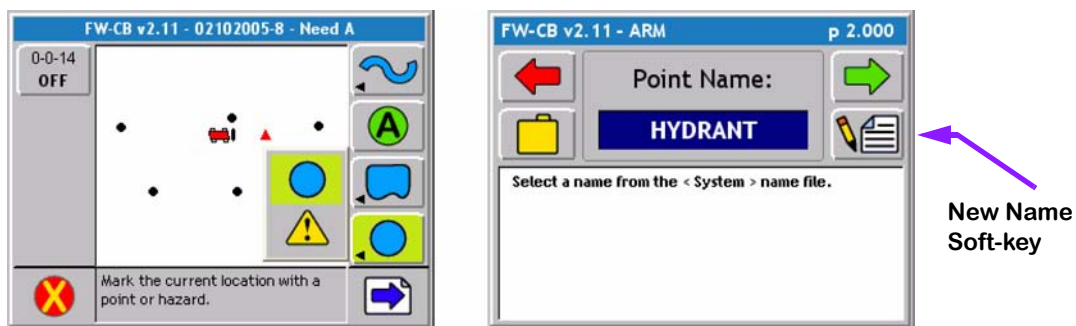 FW-CB v2.11 - 02102005-8 - Need A
0-0-14
OFF
A
Mark the current location with a
point or hazard.
FW-CB v2.11 - ARM p 2.000
Point Name:
HYDRANT
Select a name from the < System > name file.
New Name
Soft-key